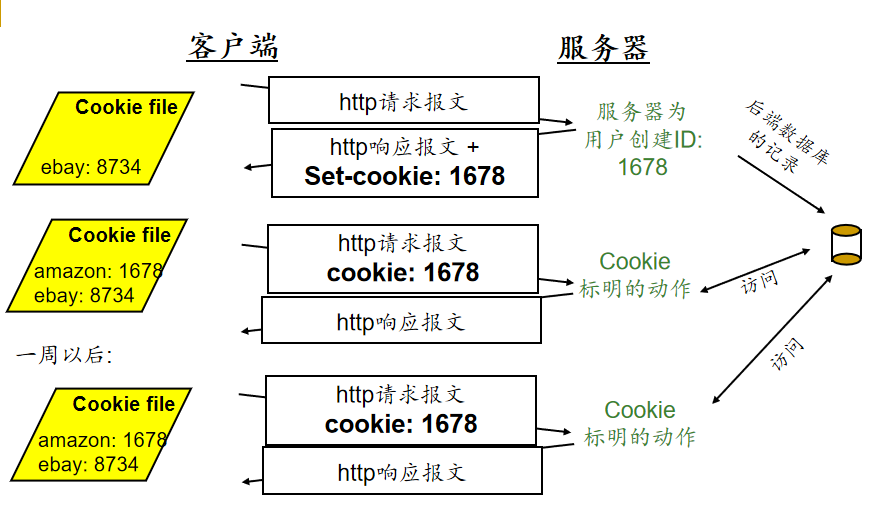 客户端
服务器
Cookie file
ebay: 8734
http请求报文
http响应报文 +
Set-cookie: 1678
服务器为
用户创建ID:
1678
后端数据库
的记录
Cookie file
amazon: 1678
ebay: 8734
http请求报文
cookie: 1678
http响应报文
Cookie
标明的动作
访问
一周以后:
Cookie file
amazon: 1678
ebay: 8734
http请求报文
cookie: 1678
http响应报文
Cookie
标明的动作
访问